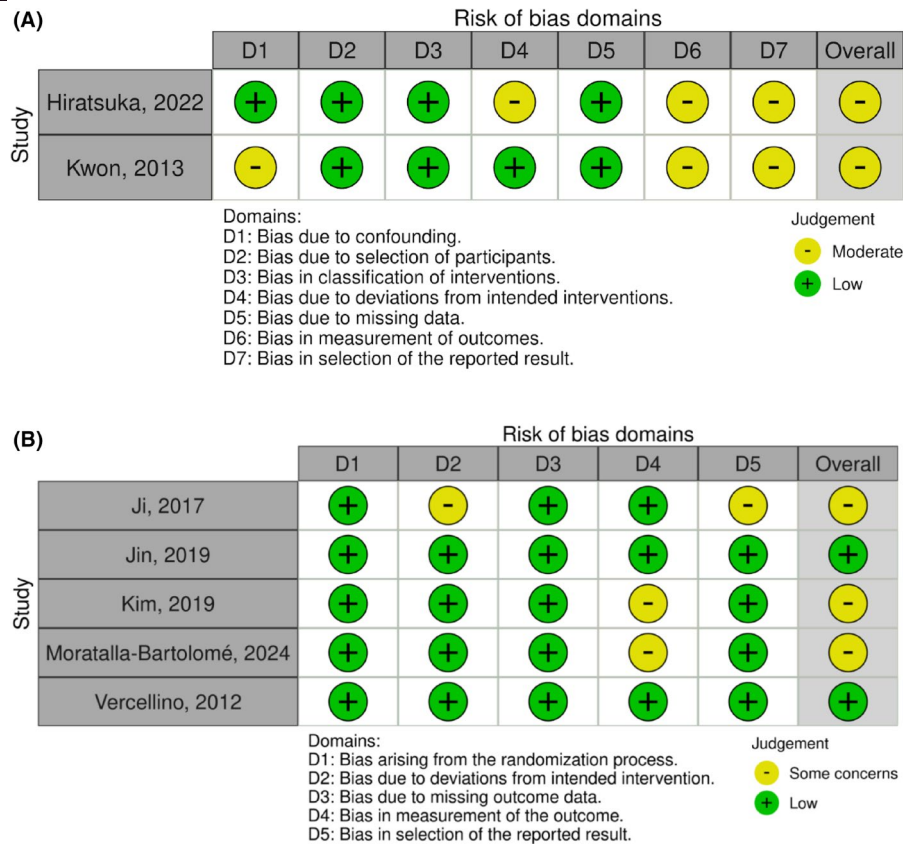 (A)
Risk of bias domains
D1 D2 D3 D4 D5 D6 D7 Overall
Study
Hiratsuka, 2022 + + + - + - - -
Kwon, 2013 - + + + + - - -
Domains:
D1: Bias due to confounding.
D2: Bias due to selection of participants.
D3: Bias in classification of interventions.
D4: Bias due to deviations from intended interventions.
D5: Bias due to missing data.
D6: Bias in measurement of outcomes.
D7: Bias in selection of the reported result.
Judgement
- Moderate
+ Low
(B)
Risk of bias domains
D1 D2 D3 D4 D5 Overall
Study
Ji, 2017 + - + + - -
Jin, 2019 + + + + + +
Kim, 2019 + + + - + -
Moratalla-Bartolomé, 2024 + + + - + -
Vercellino, 2012 + + + + + +
Domains:
D1: Bias arising from the randomization process.
D2: Bias due to deviations from intended intervention.
D3: Bias due to missing outcome data.
D4: Bias in measurement of the outcome.
D5: Bias in selection of the reported result.
Judgement
- Some concerns
+ Low